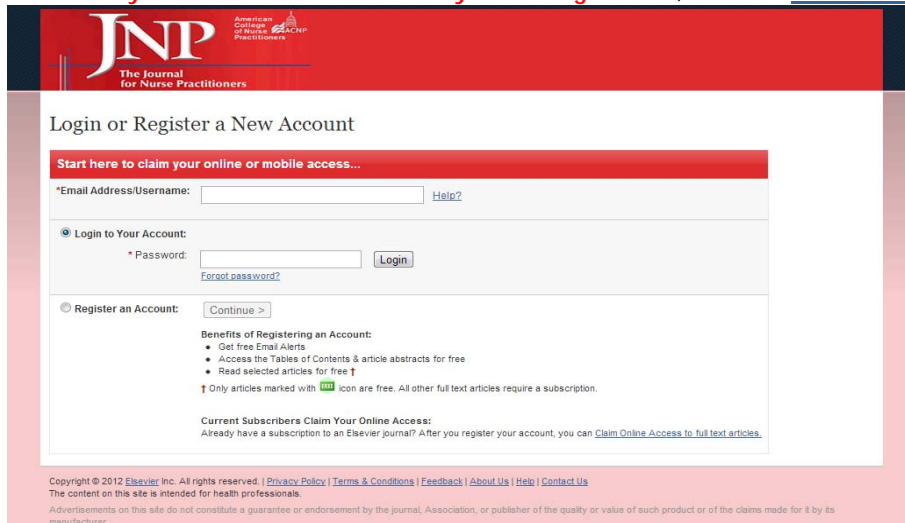 JNP
American
College
of Nurse
Practitioners
ACNP
The Journal
for Nurse Practitioners
Login or Register a New Account
Start here to claim your online or mobile access...
*Email Address/Username:
Help?
Login to Your Account:
* Password:
Login
Forgot password?
Register an Account:
Continue >
Benefits of Registering an Account:
• Get free Email Alerts
• Access the Tables of Contents & article abstracts for free
• Read selected articles for free †
† Only articles marked with icon are free. All other full text articles require a subscription.
Current Subscribers Claim Your Online Access:
Already have a subscription to an Elsevier journal? After you register your account, you can Claim Online Access to full text articles.
Copyright © 2012 Elsevier Inc. All rights reserved. | Privacy Policy | Terms & Conditions | Feedback | About Us | Help | Contact Us
The content on this site is intended for health professionals.
Advertisements on this site do not constitute a guarantee or endorsement by the journal, Association, or publisher of the quality or value of such product or of the claims made for it by its
manufacturer.